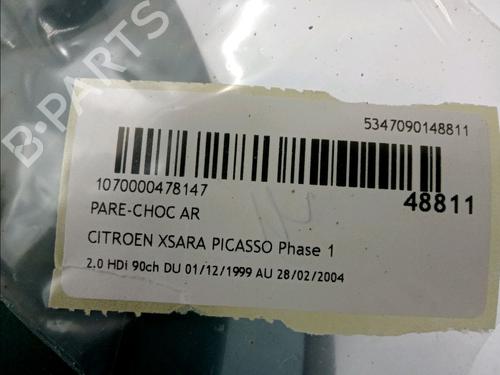 B-PARTS
5347090148811
1070000478147
48811
PARE-CHOC AR
CITROEN XSARA PICASSO Phase 1
2.0 HDi 90ch DU 01/12/1999 AU 28/02/2004